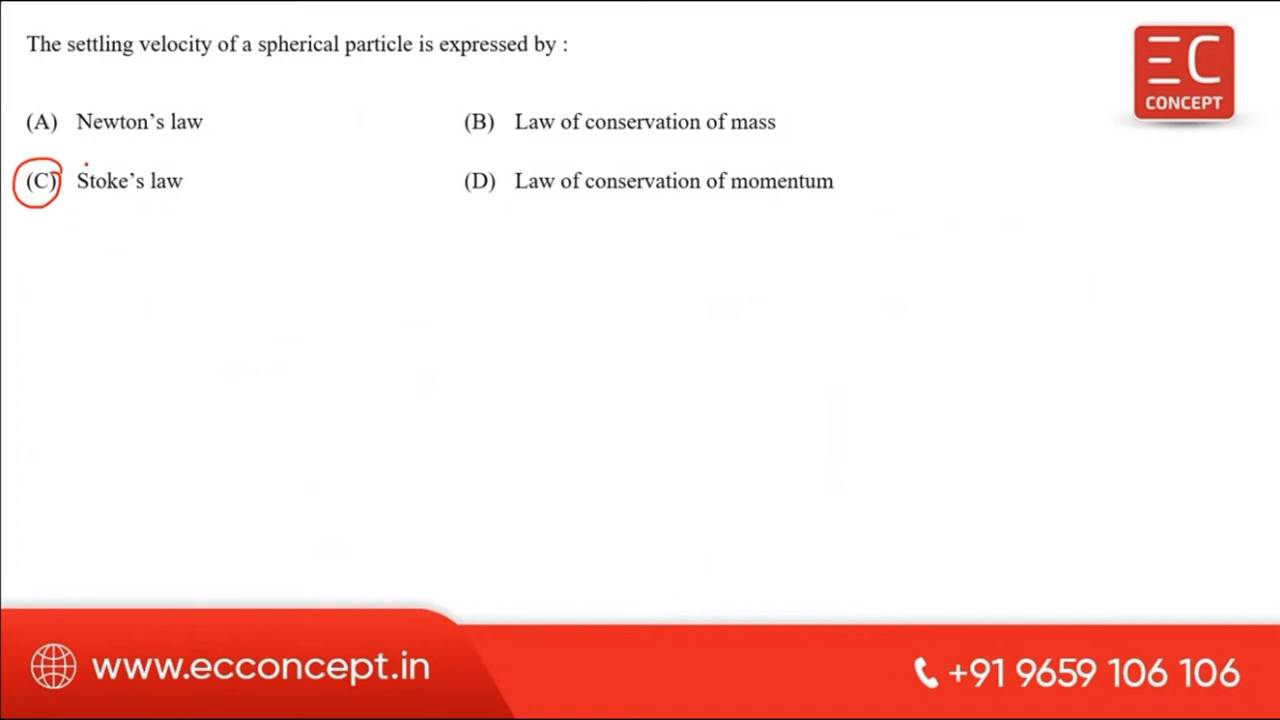 The settling velocity of a spherical particle is expressed by :
EC
CONCEPT
(A) Newton's law (B) Law of conservation of mass
(C) Stoke's law (D) Law of conservation of momentum
www.ecconcept.in +91 9659 106 106